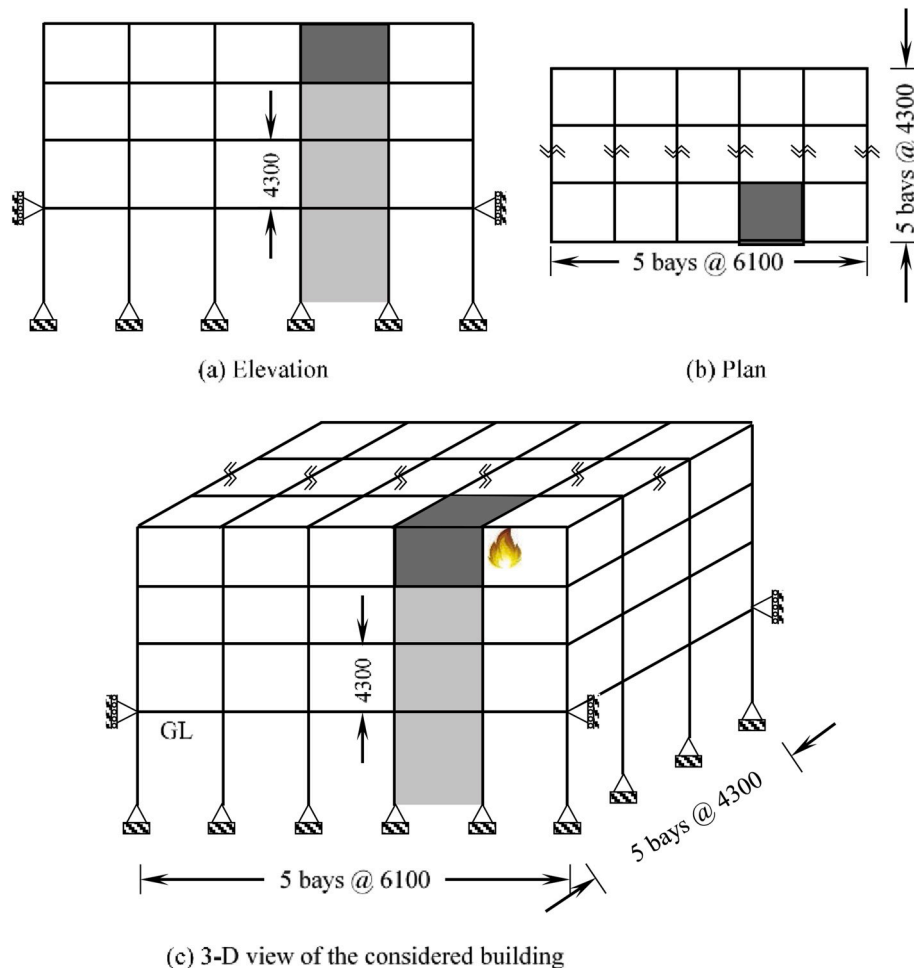 4300
(a) Elevation
5 bays @ 6100
5 bays @ 4300
(b) Plan
4300
GL
5 bays @ 6100
5 bays @ 4300
(c) 3-D view of the considered building